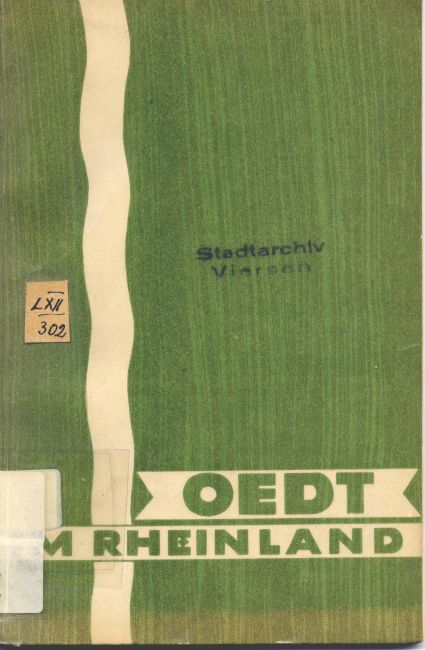 Stadtarchiv
Viersen
LXII
302
OEDT
M RHEINLAND